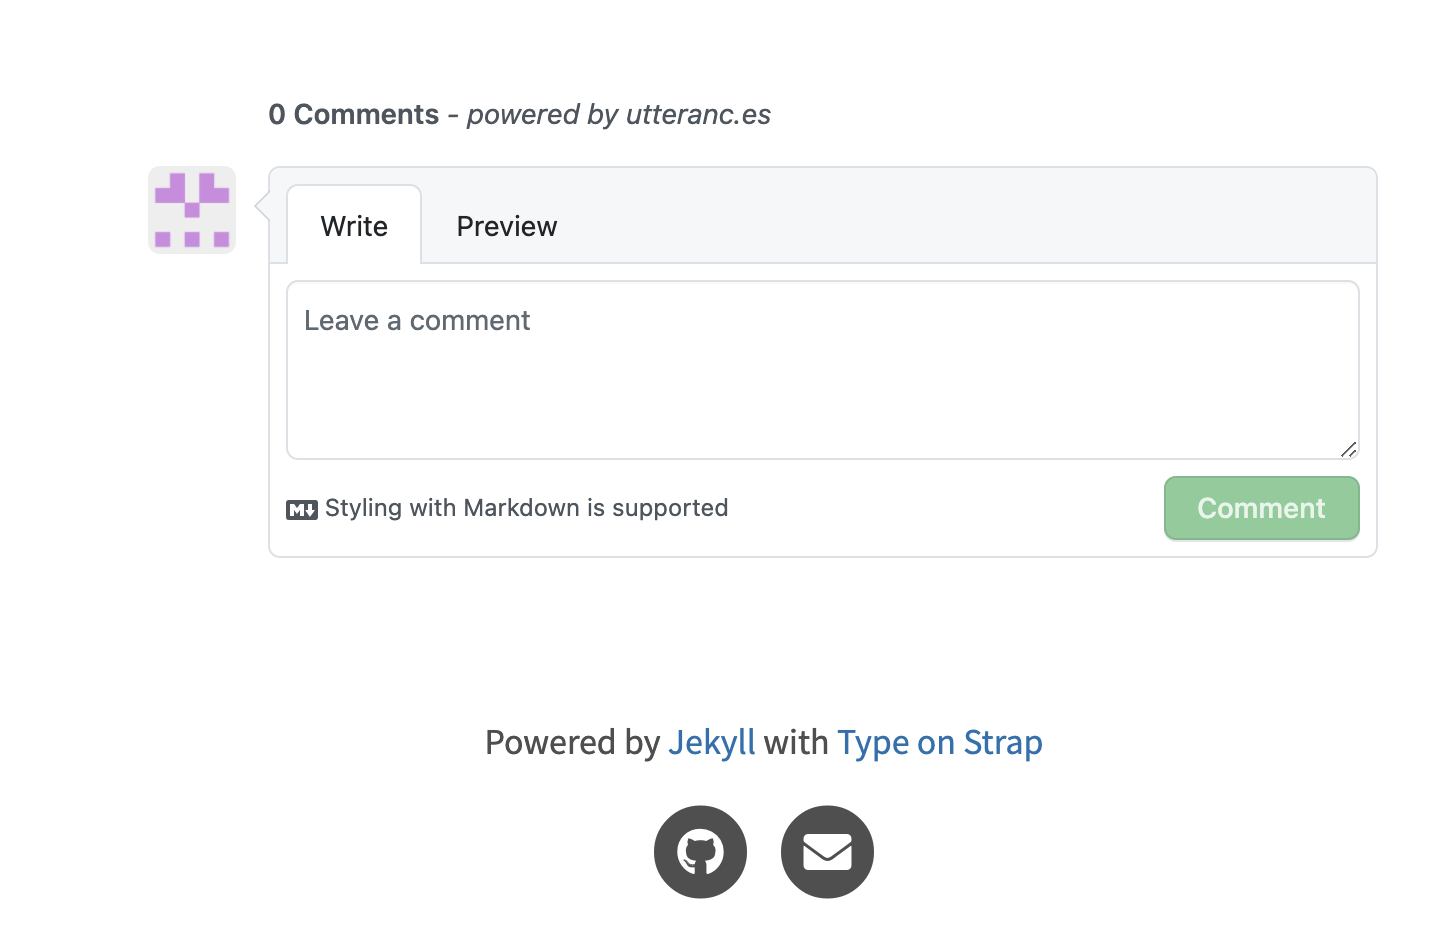 0 Comments - powered by utteranc.es
Write Preview
Leave a comment
M Styling with Markdown is supported
Comment
Powered by Jekyll with Type on Strap